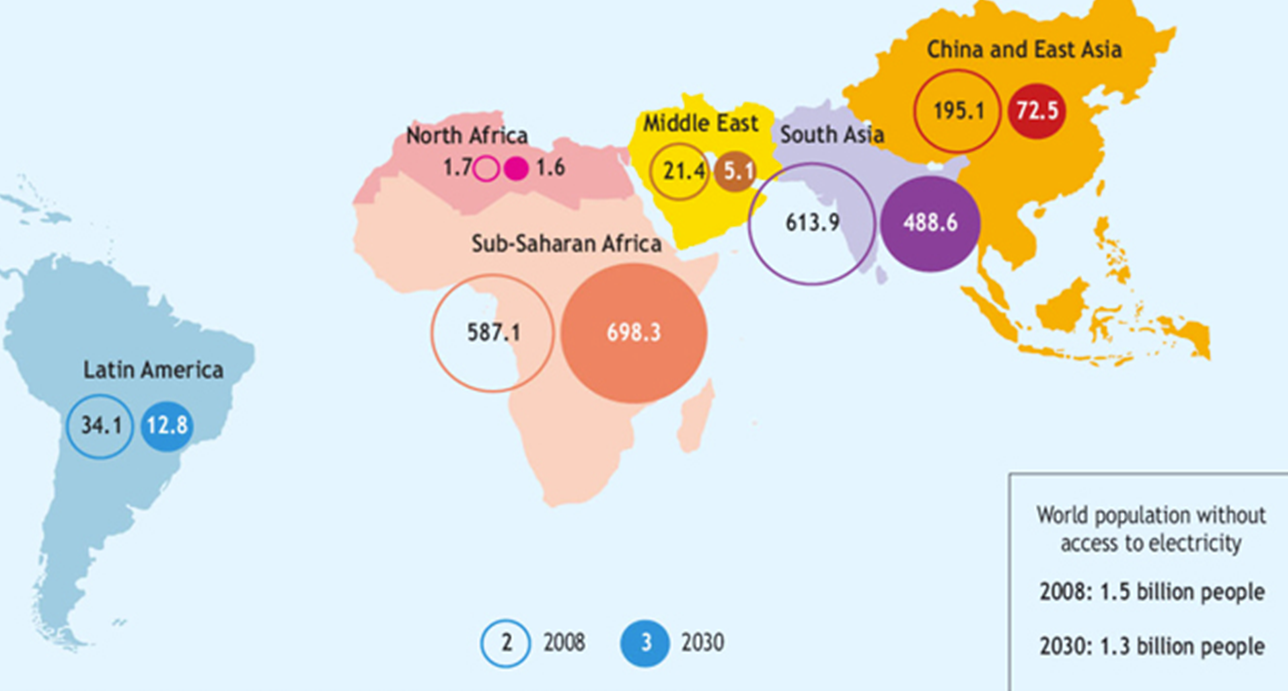 China and East Asia
195.1 72.5
Middle East
21.4 5.1
South Asia
613.9 488.6
North Africa
1.7 1.6
Sub-Saharan Africa
587.1 698.3
Latin America
34.1 12.8
World population without
access to electricity
2008: 1.5 billion people
2030: 1.3 billion people
2 2008 3 2030